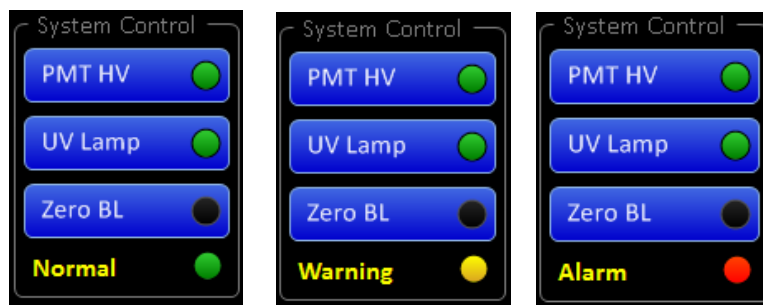 System Control
PMT HV
UV Lamp
Zero BL
Normal
System Control
PMT HV
UV Lamp
Zero BL
Warning
System Control
PMT HV
UV Lamp
Zero BL
Alarm